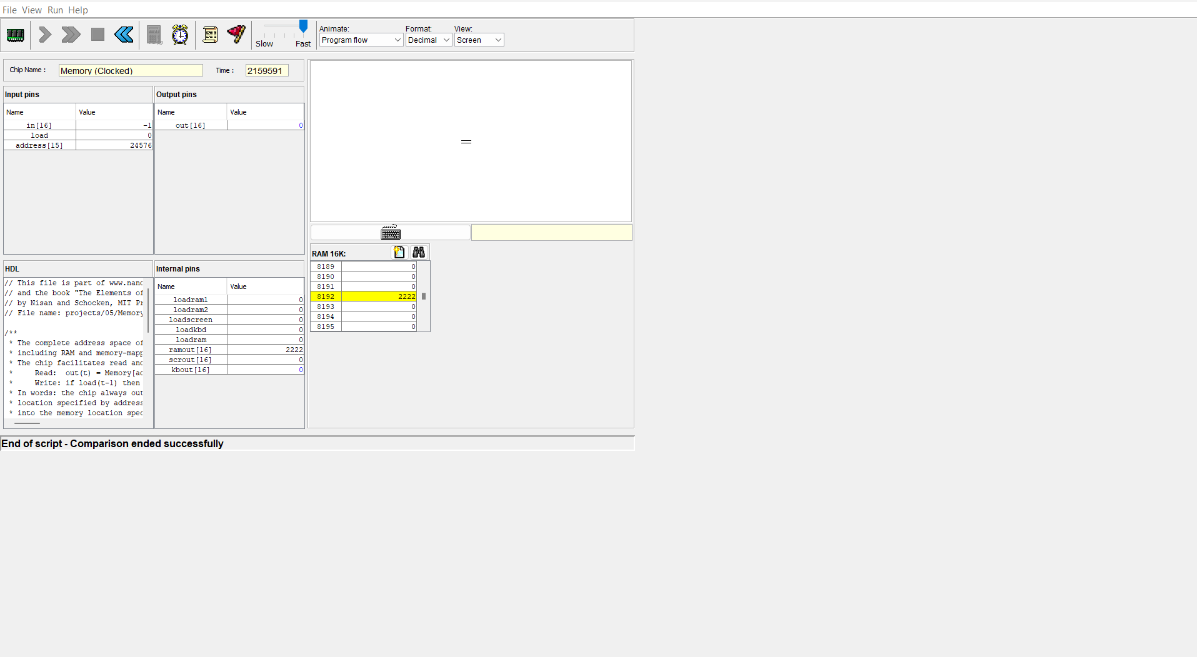 File View Run Help
Slow Fast
Animate: Format: View:
Program flow Decimal Screen
Chip Name : Memory (Clocked) Time : 2159591
Input pins
Name Value
in[16] -1
load 0
address[15] 24576
Output pins
Name Value
out[16] 0
HDL
// This file is part of www.nand
// and the book "The Elements of
// by Nisan and Schocken, MIT Pr
// File name: projects/05/Memory
/**
* The complete address space of
* including RAM and memory-mapp
* The chip facilitates read and
* Read: out(t) = Memory[ad
* Write: if load(t-1) then
* In words: the chip always out
* location specified by address
* into the memory location spec
Internal pins
Name Value
loadram1 0
loadram2 0
loadscreen 0
loadkbd 0
loadram 0
ramout[16] 2222
scrout[16] 0
kbout[16] 0
RAM 16K:
8189 0
8190 0
8191 0
8192 2222
8193 0
8194 0
8195 0
End of script - Comparison ended successfully